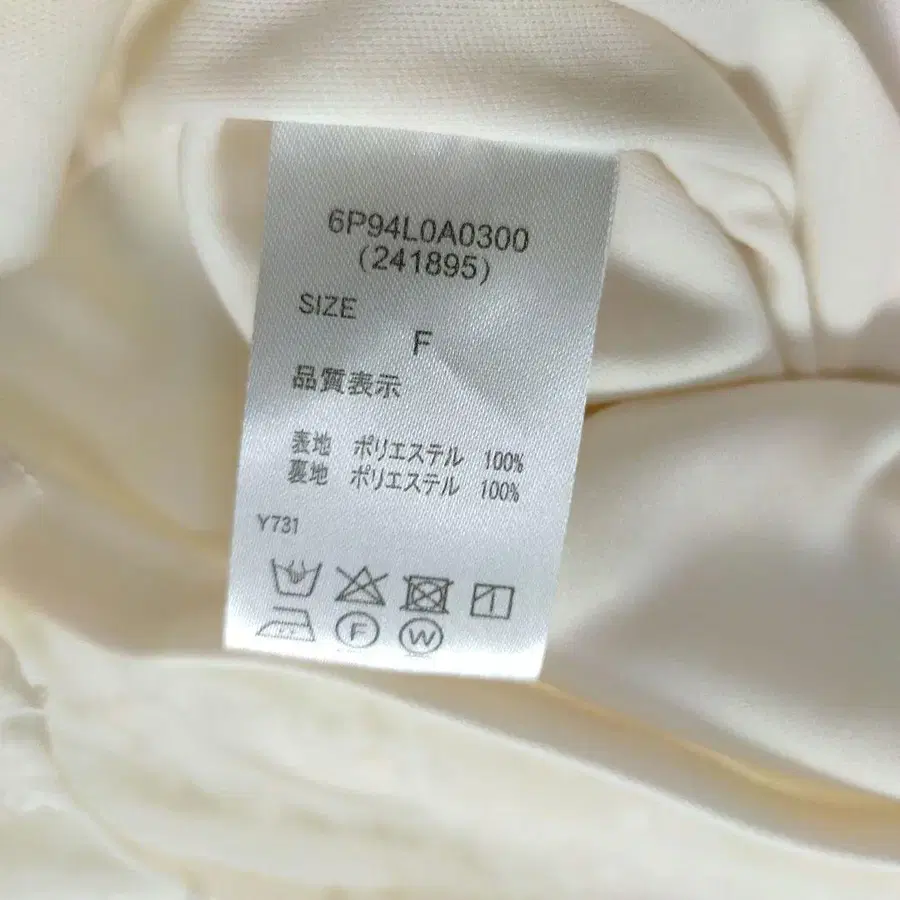 6P94L0A0300
(241895)
SIZE
F
品質表示
表地 ポリエステル 100%
裏地 ポリエステル 100%
Y731
F W